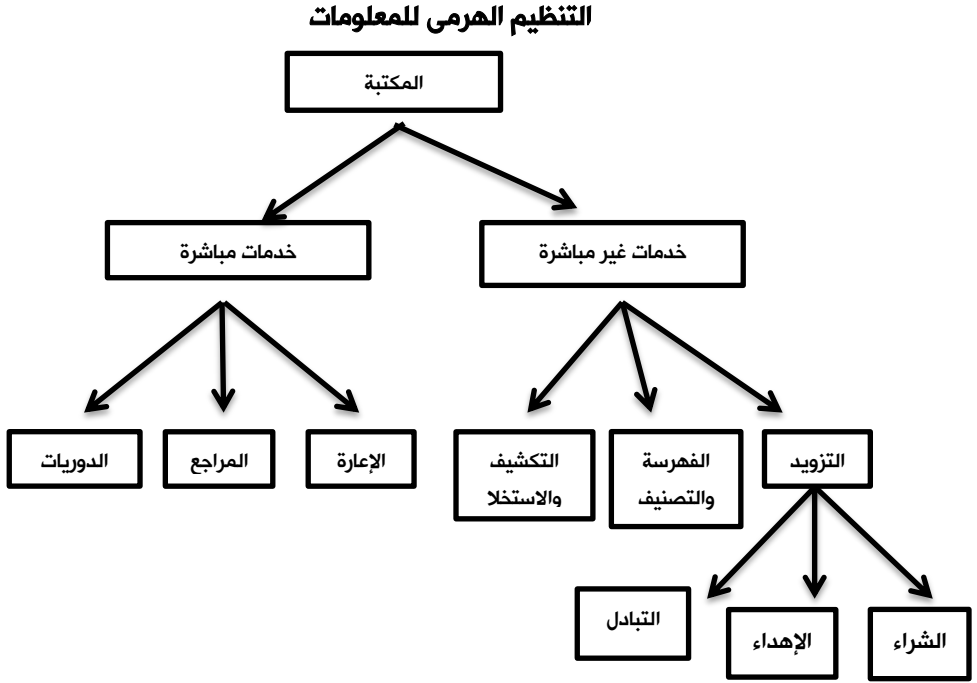 التنظيم الهرمى للمعلومات
المكتبة
خدمات غير مباشرة
خدمات مباشرة
التزويد
الفهرسة
والتصنيف
التكشيف
والاستخلا
الإعارة
المراجع
الدوريات
الشراء
الإهداء
التبادل